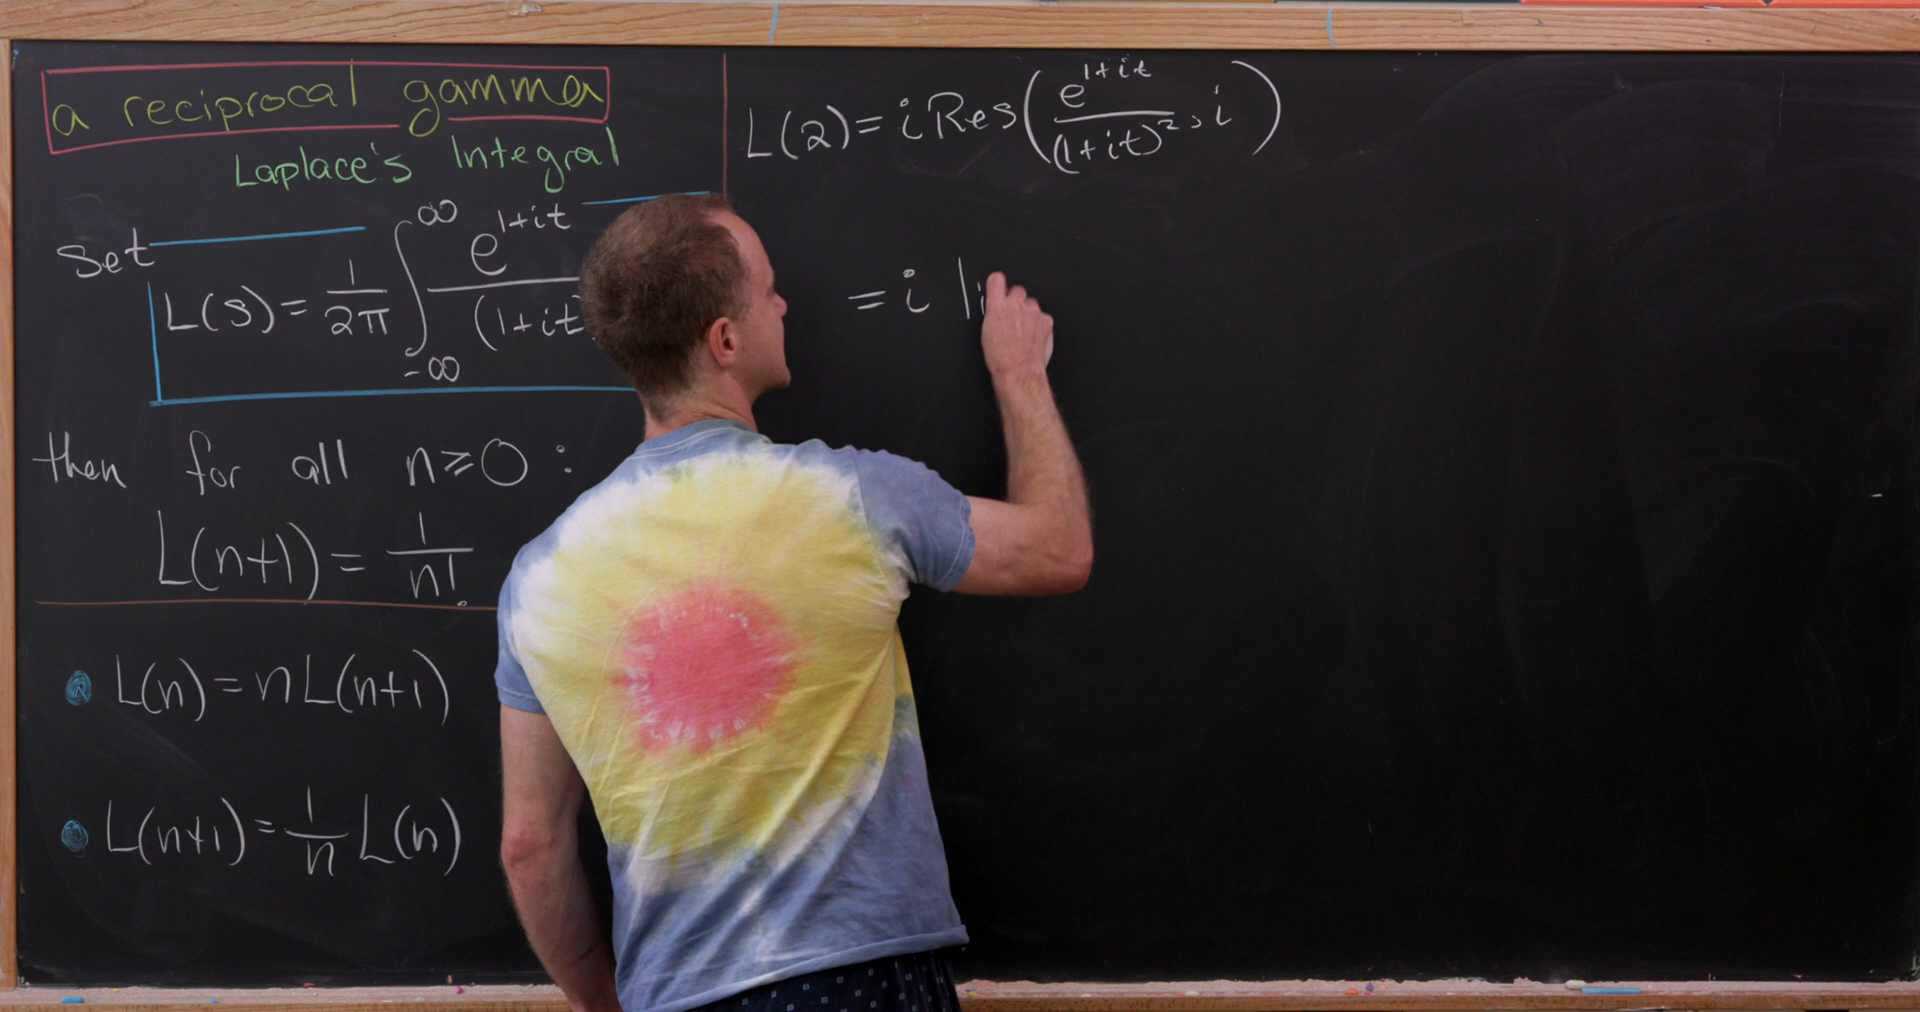 a reciprocal gamma
Laplace's Integral
Set
L(s) = 1/2π ∫_{-∞}^{∞} e^{1+it}/(1+it
then for all n ≥ 0 :
L(n+1) = 1/n!
• L(n) = n L(n+1)
• L(n+1) = 1/n L(n)
L(2) = i Res( e^{1+it}/(1+it)^2 , i )
= i li